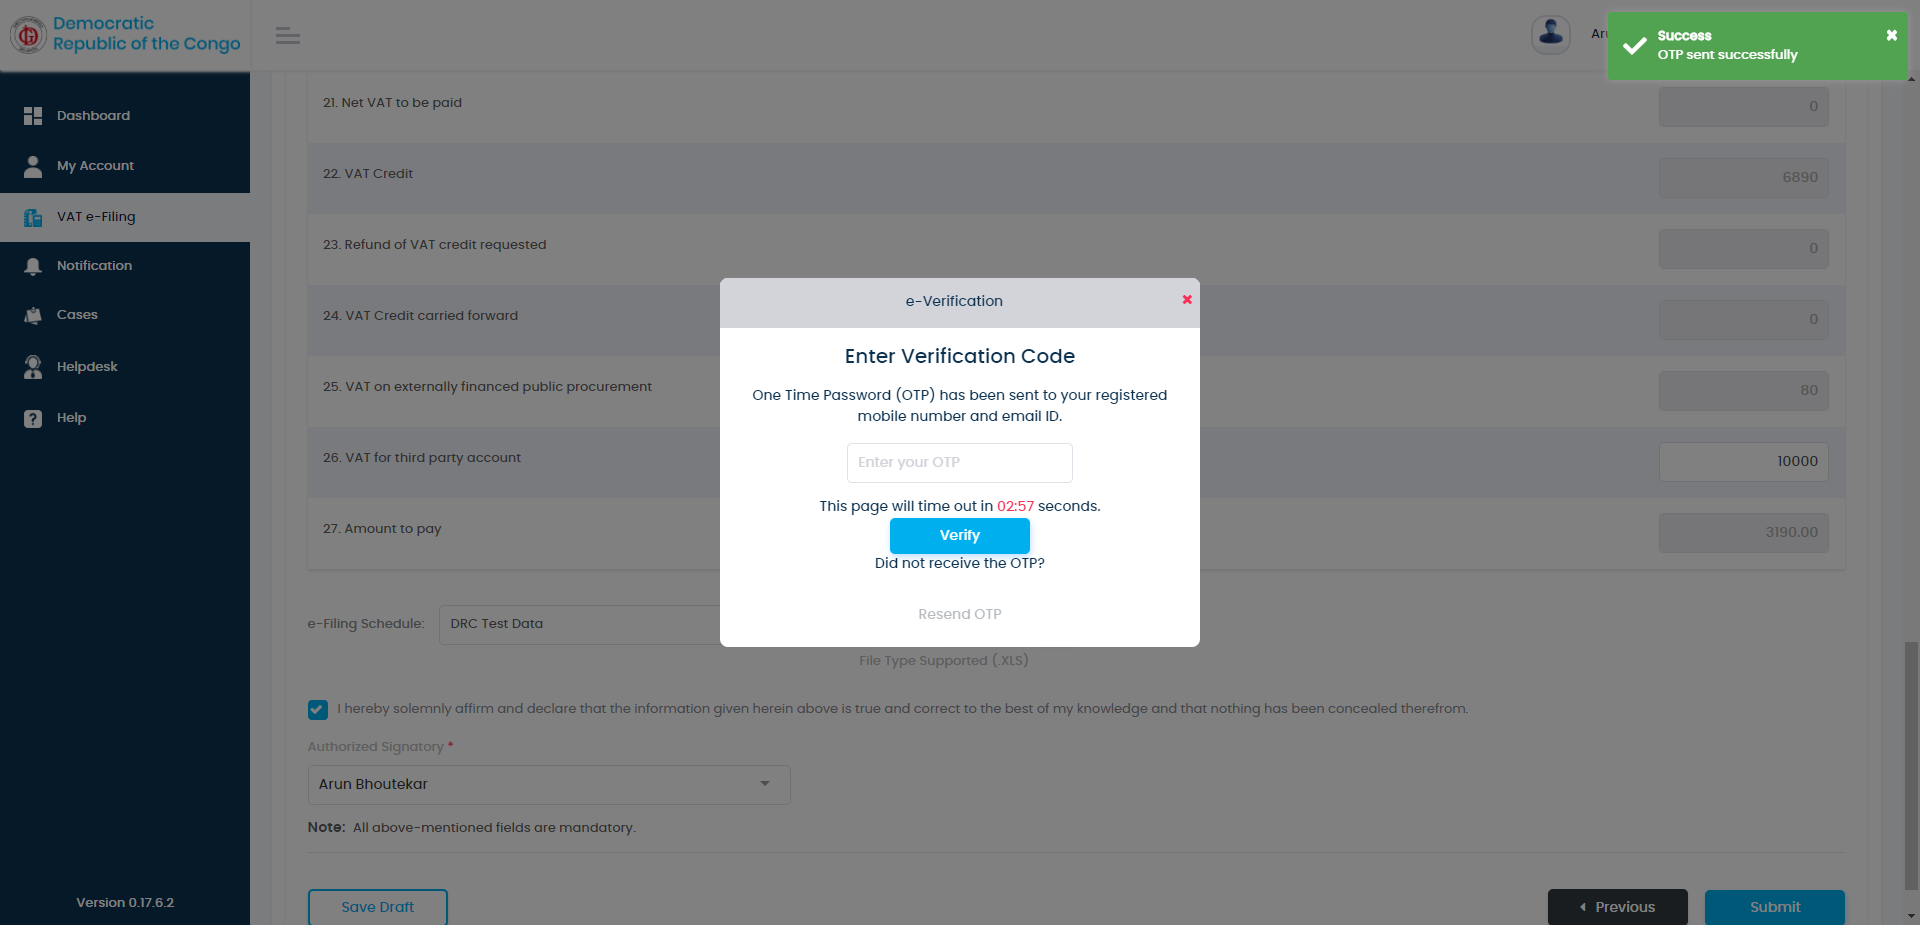 Democratic
Republic of the Congo
Success
OTP sent successfully
Dashboard
My Account
VAT e-Filing
Notification
Cases
Helpdesk
Help
Version 0.17.6.2
21. Net VAT to be paid
0
22. VAT Credit
6890
23. Refund of VAT credit requested
0
24. VAT Credit carried forward
0
25. VAT on externally financed public procurement
80
26. VAT for third party account
10000
27. Amount to pay
3190.00
e-Verification
Enter Verification Code
One Time Password (OTP) has been sent to your registered
mobile number and email ID.
Enter your OTP
This page will time out in 02:57 seconds.
Verify
Did not receive the OTP?
Resend OTP
e-Filing Schedule:
DRC Test Data
File Type Supported (.XLS)
I hereby solemnly affirm and declare that the information given herein above is true and correct to the best of my knowledge and that nothing has been concealed therefrom.
Authorized Signatory *
Arun Bhoutekar
Note: All above-mentioned fields are mandatory.
Save Draft
Previous
Submit